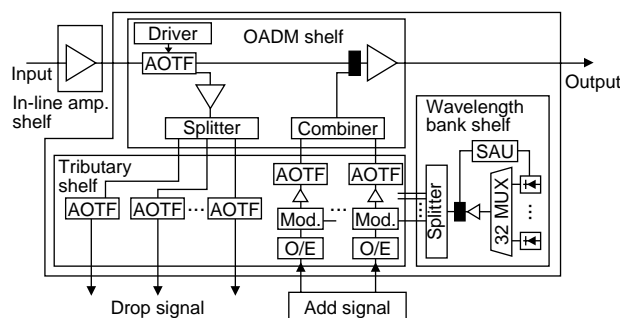 Driver
OADM shelf
AOTF
Input
Output
In-line amp.
shelf
Splitter
Combiner
Wavelength
bank shelf
Tributary
shelf
AOTF
AOTF
SAU
AOTF
AOTF
...
AOTF
Mod.
...
Mod.
Splitter
32 MUX
...
O/E
O/E
Drop signal
Add signal